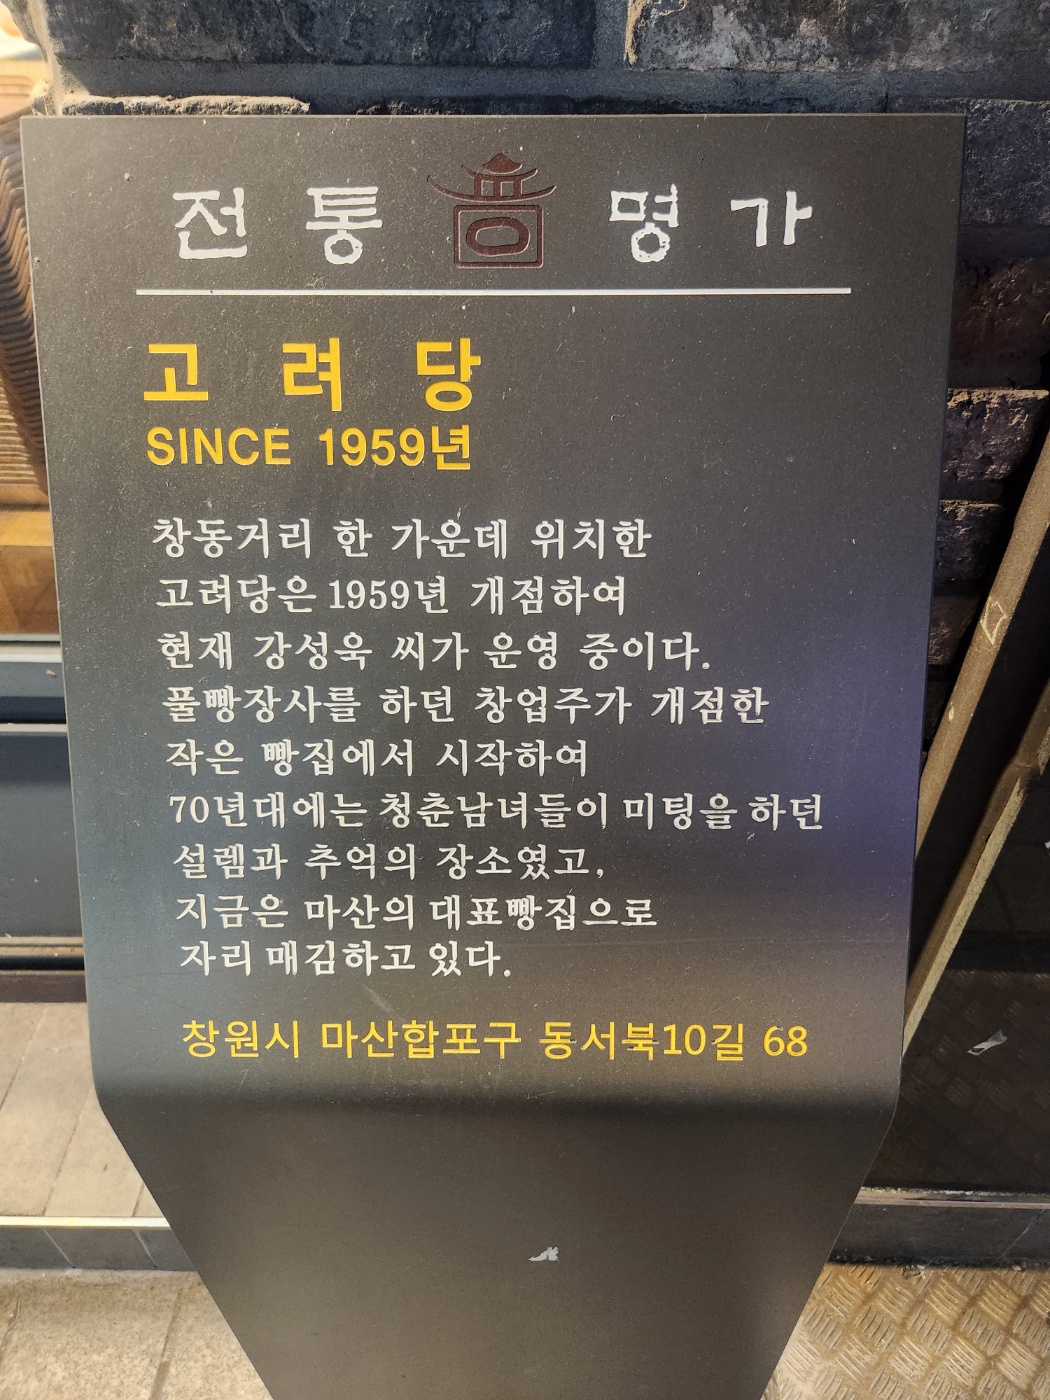 전통 명가
고려당
SINCE 1959년
창동거리 한 가운데 위치한
고려당은 1959년 개점하여
현재 강성욱 씨가 운영 중이다.
풀빵장사를 하던 창업주가 개점한
작은 빵집에서 시작하여
70년대에는 청춘남녀들이 미팅을 하던
설렘과 추억의 장소였고,
지금은 마산의 대표빵집으로
자리 매김하고 있다.
창원시 마산합포구 동서북10길 68